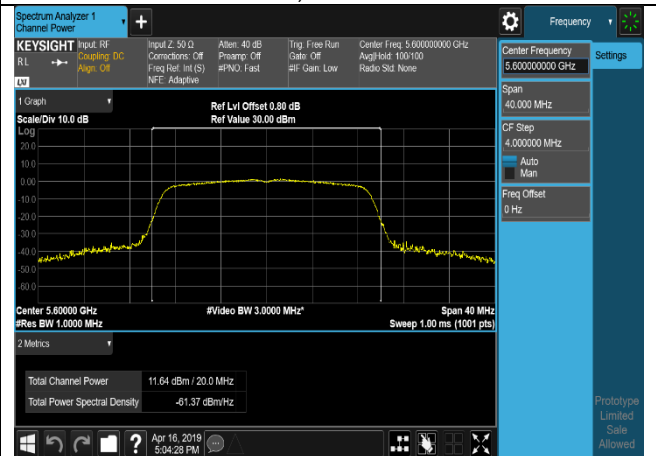 Spectrum Analyzer 1
Channel Power
Frequency
KEYSIGHT
RL
LXI
Input: RF
Coupling: DC
Align: Off
Input Z: 50 Ω
Corrections: Off
Freq Ref: Int (S)
NFE: Adaptive
Atten: 40 dB
Preamp: Off
#PNO: Fast
Trig: Free Run
Gate: Off
#IF Gain: Low
Center Freq: 5.600000000 GHz
Avg|Hold: 100/100
Radio Std: None
Center Frequency
5.600000000 GHz
Settings
Span
40.000 MHz
CF Step
4.000000 MHz
Auto
Man
Freq Offset
0 Hz
1 Graph
Scale/Div 10.0 dB
Ref Lvl Offset 0.80 dB
Ref Value 30.00 dBm
Log
20.0
10.0
0.00
-10.0
-20.0
-30.0
-40.0
-50.0
-60.0
Center 5.60000 GHz
#Res BW 1.0000 MHz
#Video BW 3.0000 MHz*
Span 40 MHz
Sweep 1.00 ms (1001 pts)
2 Metrics
Total Channel Power 11.64 dBm / 20.0 MHz
Total Power Spectral Density -61.37 dBm/Hz
Prototype
Limited
Sale
Allowed
Apr 16, 2019
5:04:28 PM